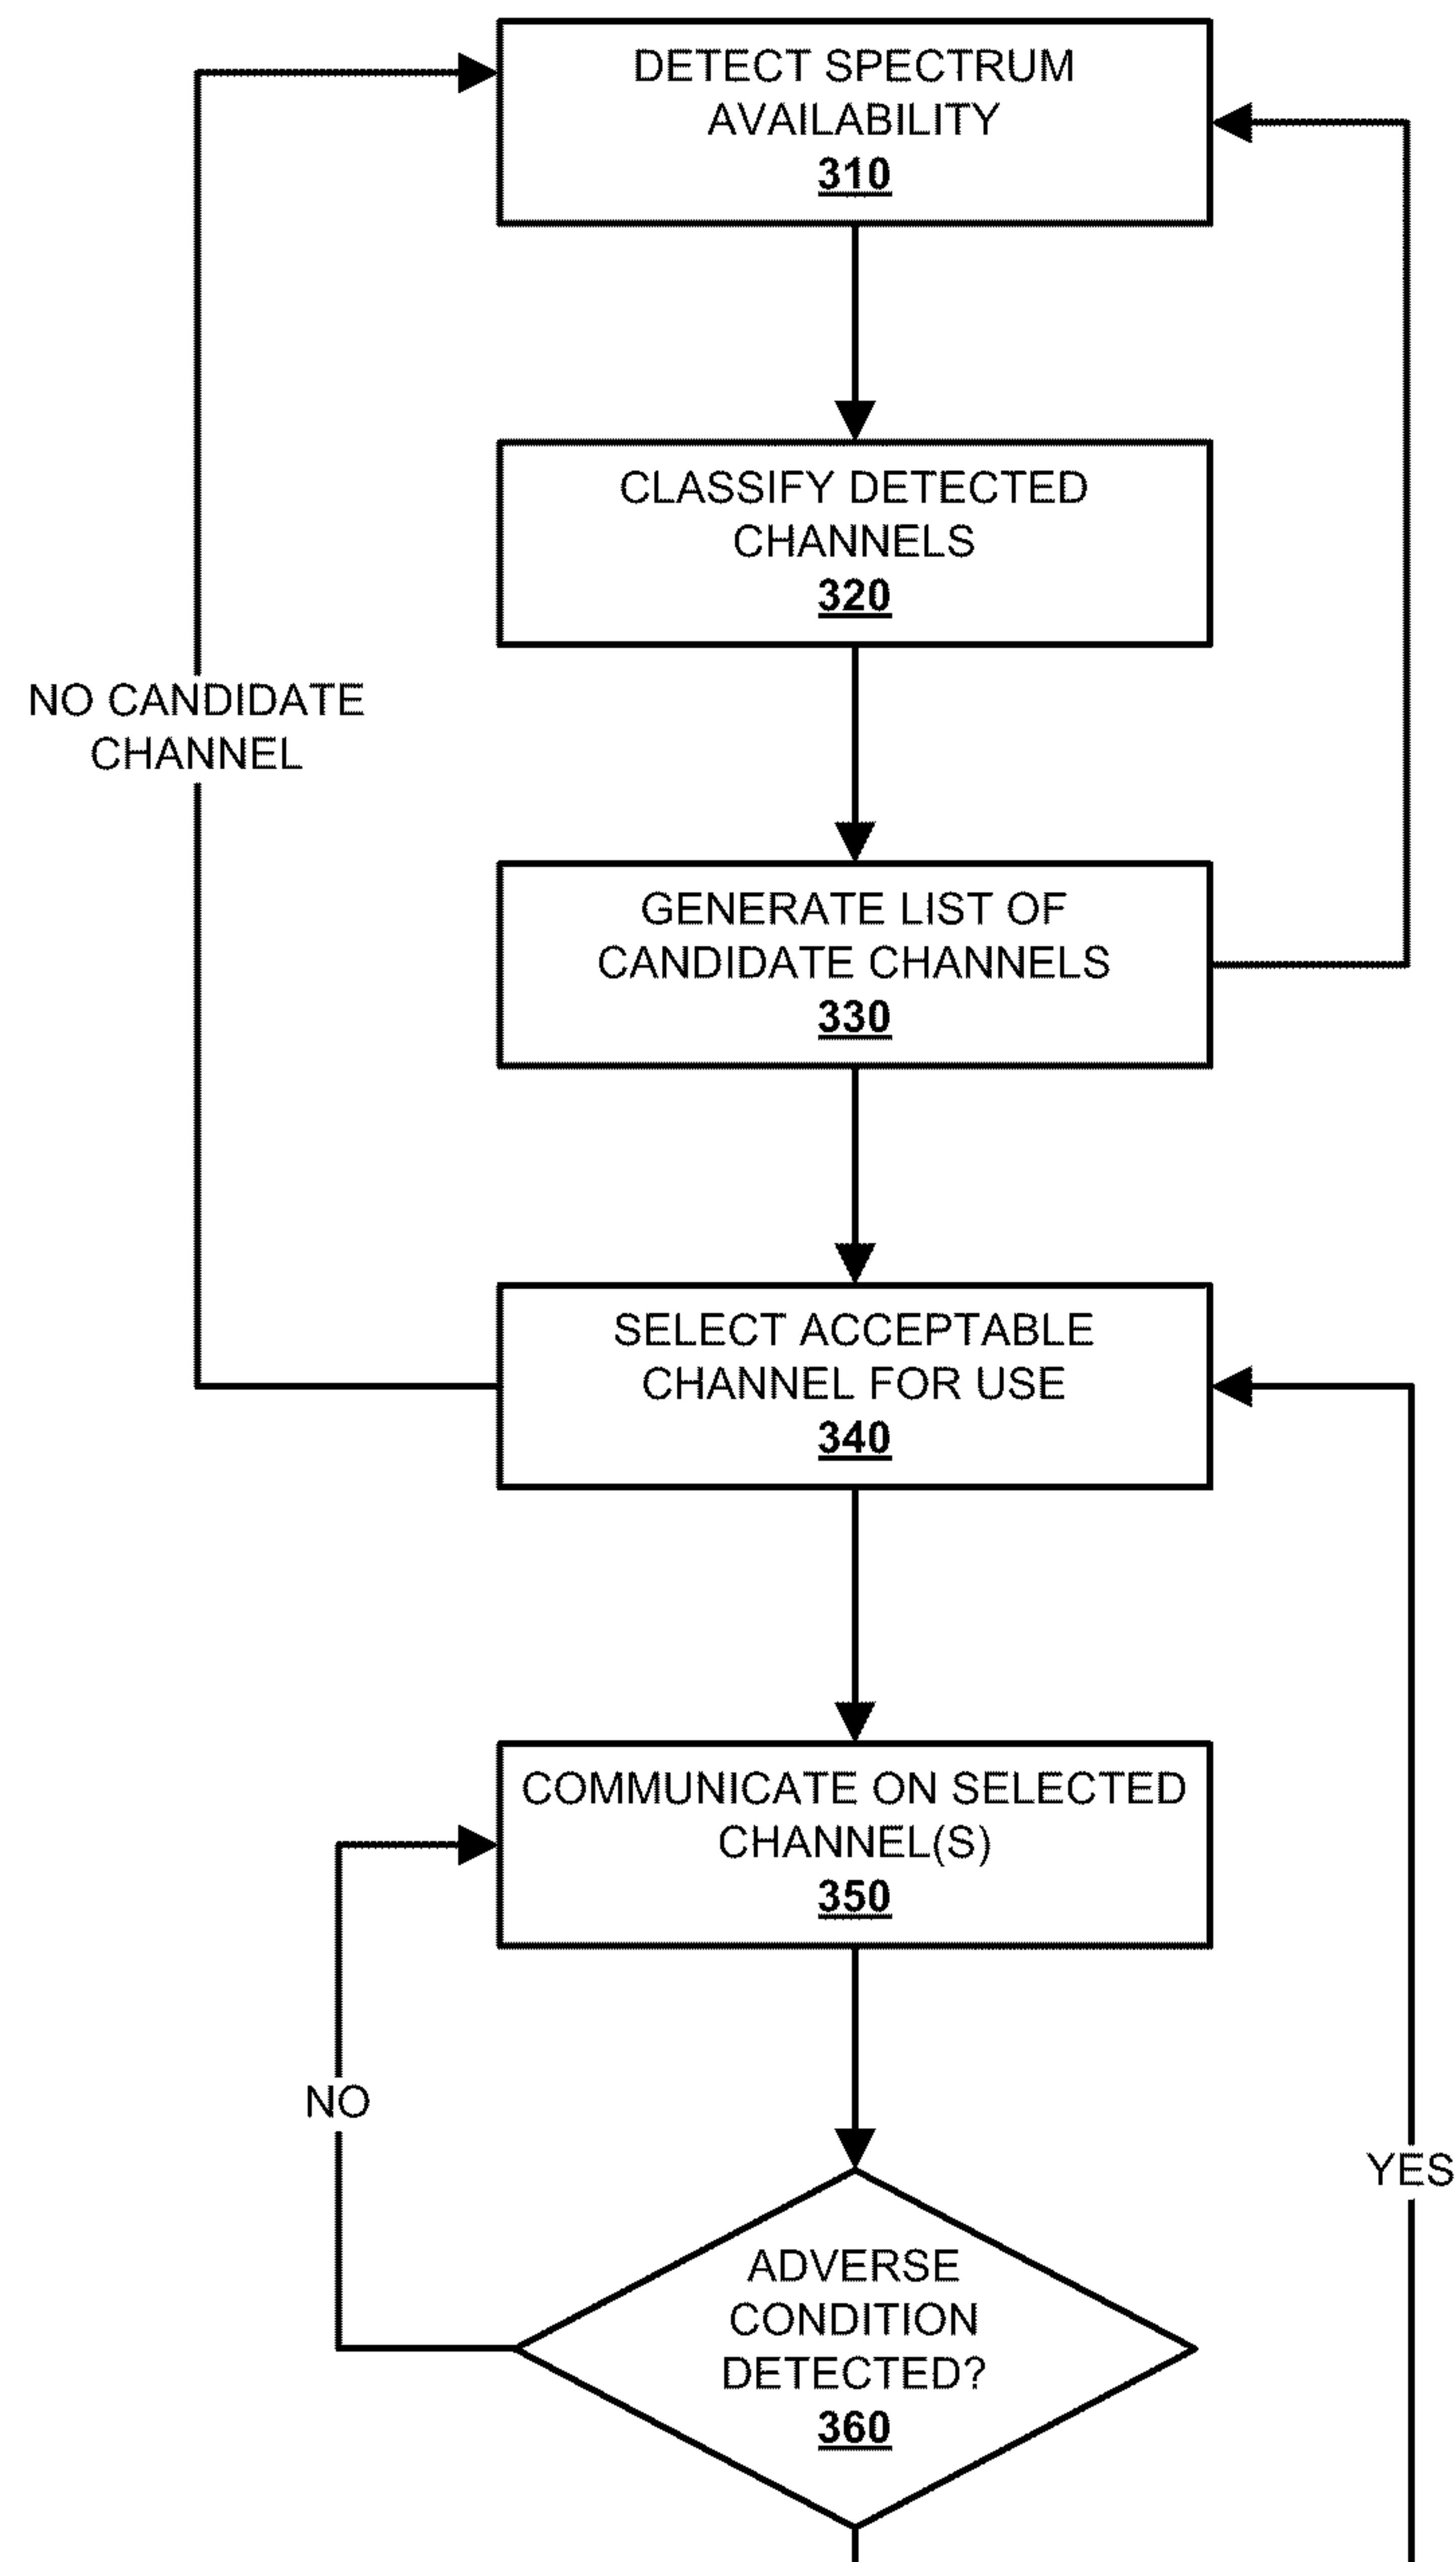 DETECT SPECTRUM
AVAILABILITY
310
CLASSIFY DETECTED
CHANNELS
320
NO CANDIDATE
CHANNEL
GENERATE LIST OF
CANDIDATE CHANNELS
330
SELECT ACCEPTABLE
CHANNEL FOR USE
340
COMMUNICATE ON SELECTED
CHANNEL(S)
350
NO
YES
ADVERSE
CONDITION
DETECTED?
360